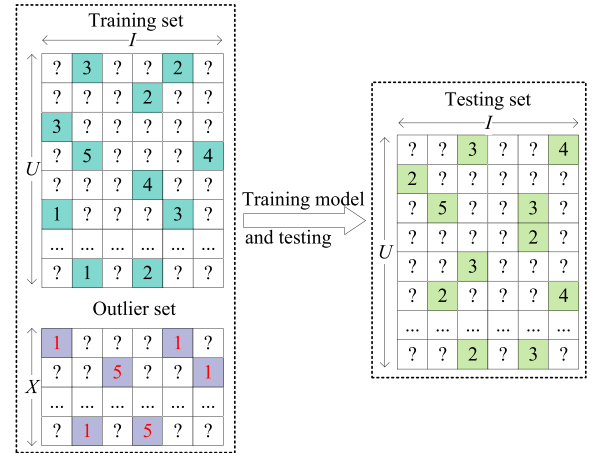 Training set
I
U
? 3 ? ? 2 ?
? ? ? 2 ? ?
3 ? ? ? ? ?
? 5 ? ? ? 4
? ? ? 4 ? ?
1 ? ? ? 3 ?
... ... ... ... ... ...
? 1 ? 2 ? ?
Outlier set
X
1 ? ? ? 1 ?
? ? 5 ? ? 1
... ... ... ... ... ...
? 1 ? 5 ? ?
Training model
and testing
Testing set
I
U
? ? 3 ? ? 4
2 ? ? ? ? ?
? 5 ? ? 3 ?
? ? ? ? 2 ?
? ? 3 ? ? ?
? 2 ? ? ? 4
... ... ... ... ... ...
? ? 2 ? 3 ?